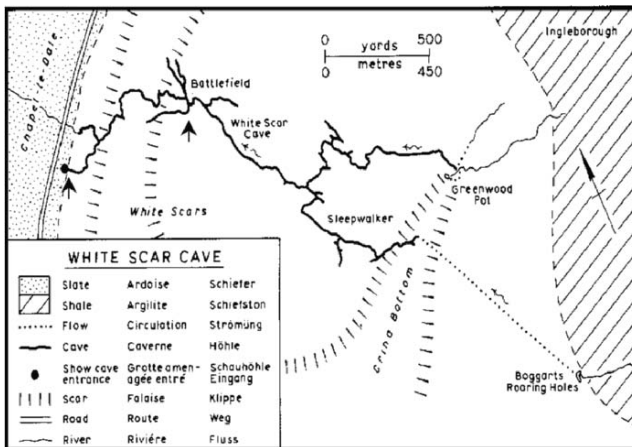 Ingleborough
0 500
yards
metres
0 450
Chapel-le-Dale
Battlefield
White Scar
Cave
Greenwood
Pot
White Scars
Sleepwalker
Crina Bottom
Boggarts
Roaring Holes
WHITE SCAR CAVE
Slate Ardoise Schiefer
Shale Argilite Schiefston
Flow Circulation Strömüng
Cave Caverne Höhle
Show cave Grotte amen- Schauhöhle
entrance agée entré Eingang
Scar Falaise Klippe
Road Route Weg
River Riviére Fluss